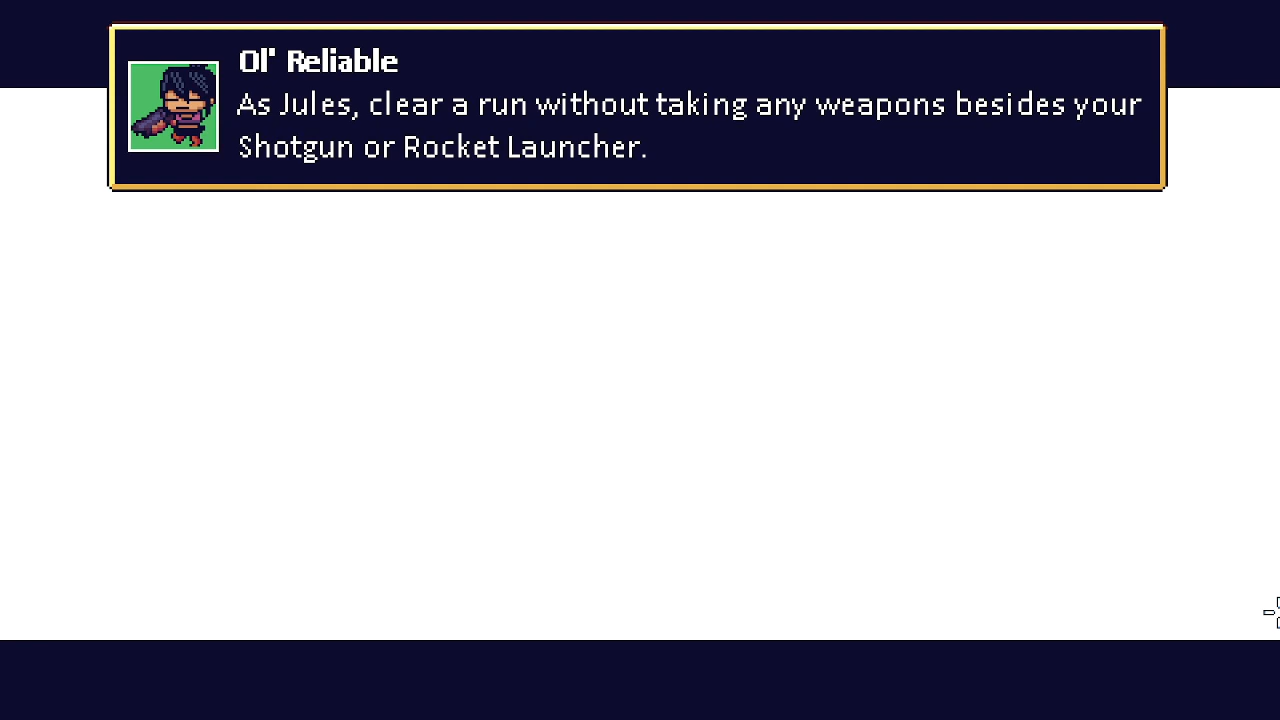 Ol' Reliable
As Jules, clear a run without taking any weapons besides your
Shotgun or Rocket Launcher.